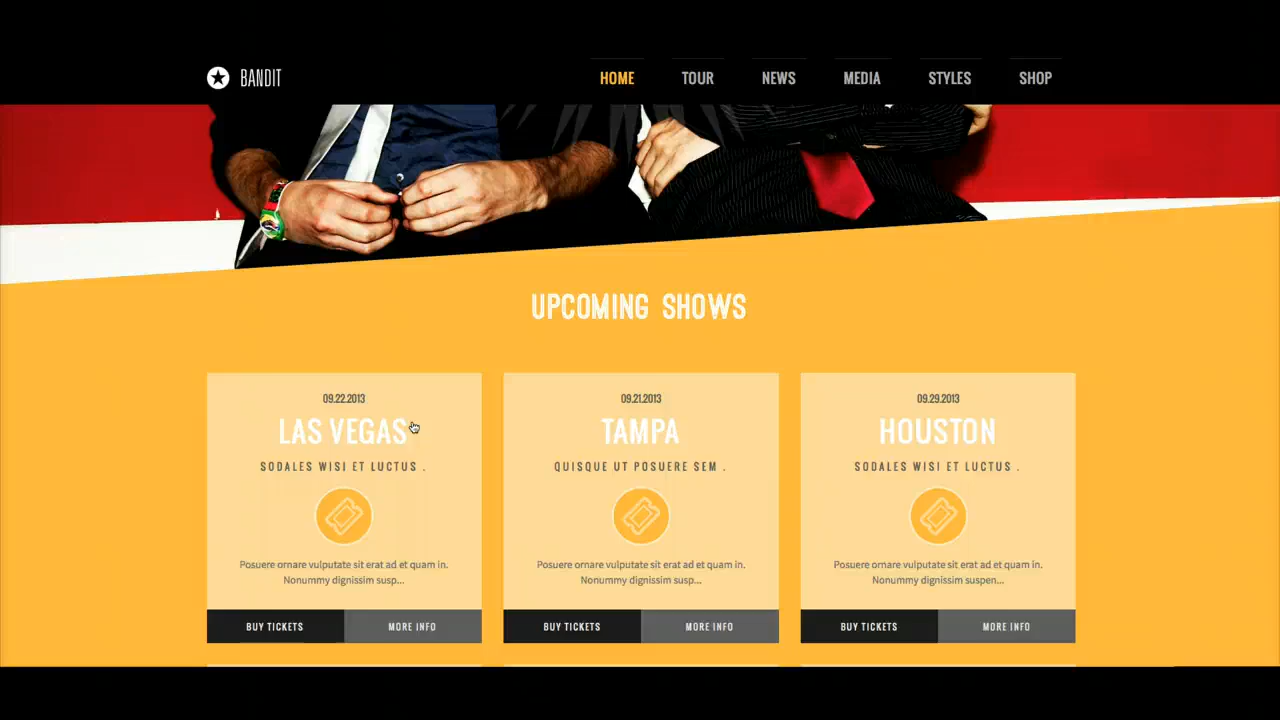 BANDIT
HOME TOUR NEWS MEDIA STYLES SHOP
UPCOMING SHOWS
09.22.2013
LAS VEGAS
SODALES WISI ET LUCTUS .
Posuere ornare vulputate sit erat ad et quam in.
Nonummy dignissim susp...
BUY TICKETS MORE INFO
09.21.2013
TAMPA
QUISQUE UT POSUERE SEM .
Posuere ornare vulputate sit erat ad et quam in.
Nonummy dignissim susp...
BUY TICKETS MORE INFO
09.29.2013
HOUSTON
SODALES WISI ET LUCTUS .
Posuere ornare vulputate sit erat ad et quam in.
Nonummy dignissim suspen...
BUY TICKETS MORE INFO